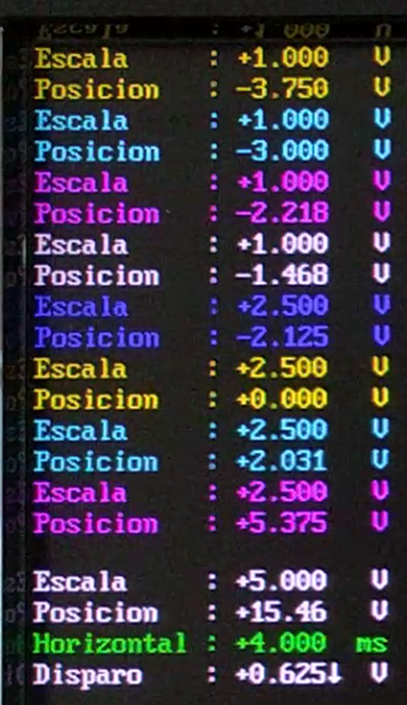 Escala : +1.000 V
Posicion : -3.750 V
Escala : +1.000 V
Posicion : -3.000 V
Escala : +1.000 V
Posicion : -2.218 V
Escala : +1.000 V
Posicion : -1.468 V
Escala : +2.500 V
Posicion : -2.125 V
Escala : +2.500 V
Posicion : +0.000 V
Escala : +2.500 V
Posicion : +2.031 V
Escala : +2.500 V
Posicion : +5.375 V
Escala : +5.000 V
Posicion : +15.46 V
Horizontal : +4.000 ms
Disparo : +0.625↓ V